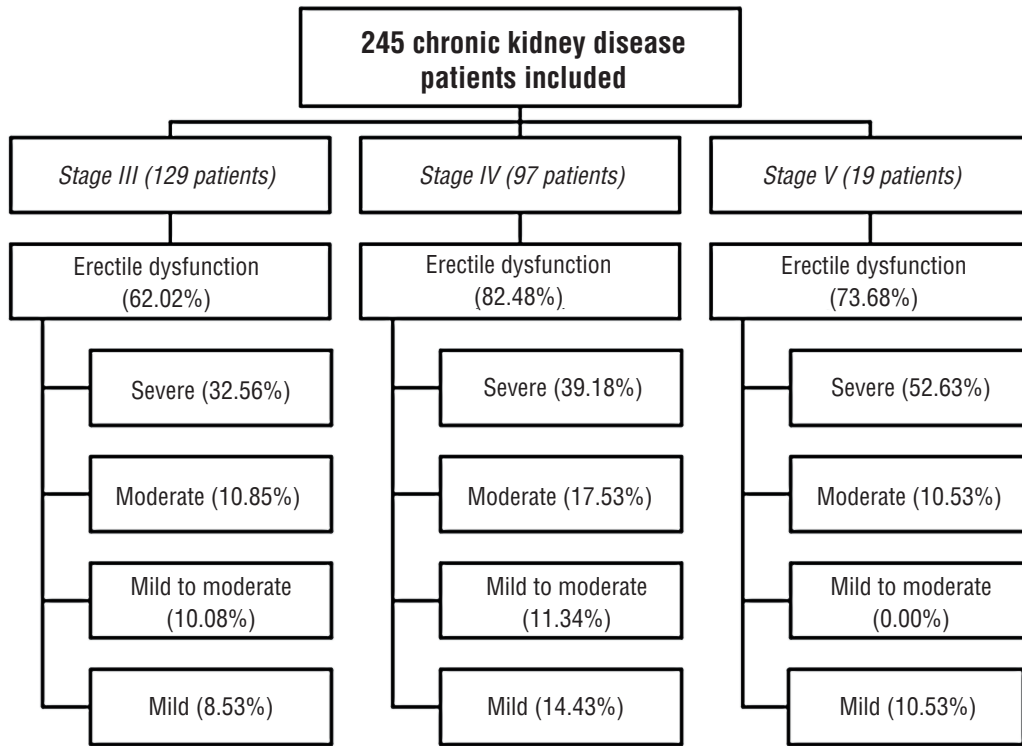 245 chronic kidney disease
patients included
Stage III (129 patients)
Stage IV (97 patients)
Stage V (19 patients)
Erectile dysfunction
(62.02%)
Erectile dysfunction
(82.48%)
Erectile dysfunction
(73.68%)
Severe (32.56%)
Severe (39.18%)
Severe (52.63%)
Moderate (10.85%)
Moderate (17.53%)
Moderate (10.53%)
Mild to moderate
(10.08%)
Mild to moderate
(11.34%)
Mild to moderate
(0.00%)
Mild (8.53%)
Mild (14.43%)
Mild (10.53%)